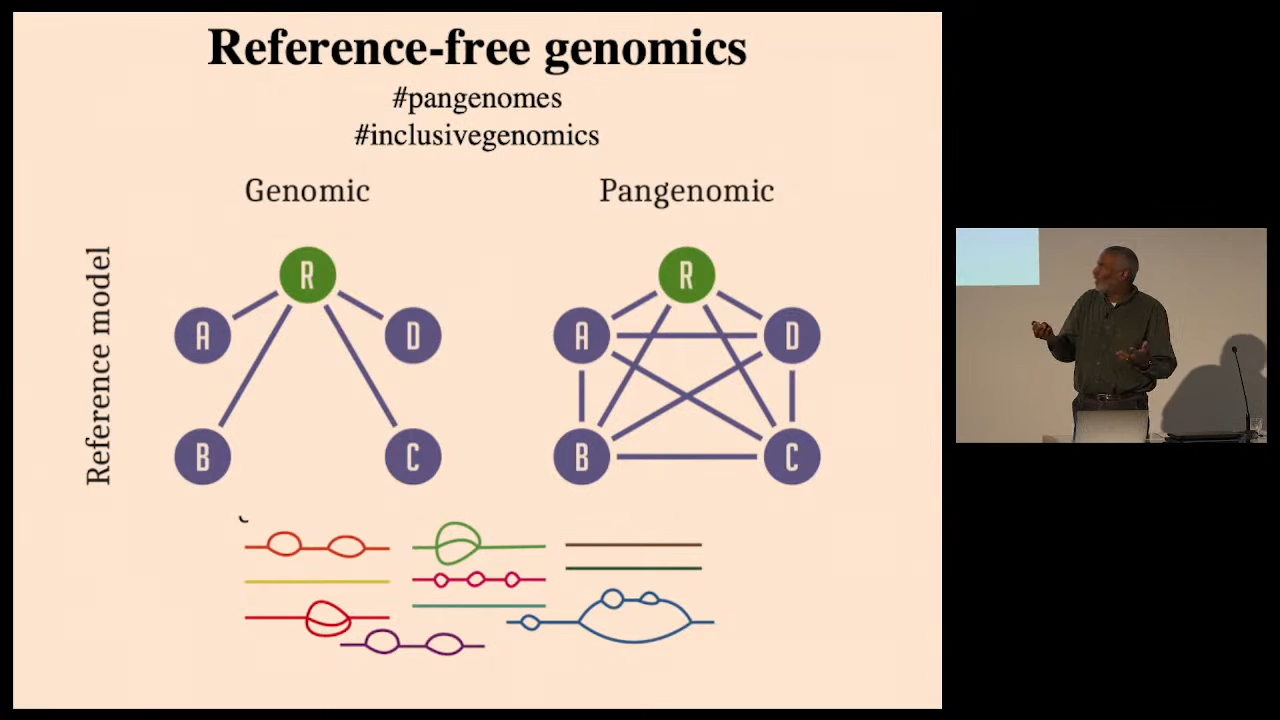 Reference-free genomics
#pangenomes
#inclusivegenomics
Genomic
Pangenomic
Reference model
R
A
D
B
C
R
A
D
B
C